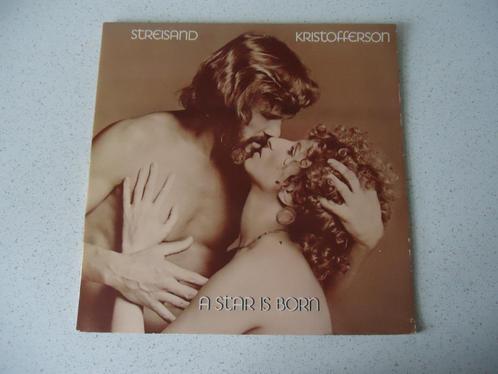 STREISAND KRISTOFFERSON
A STAR IS BORN